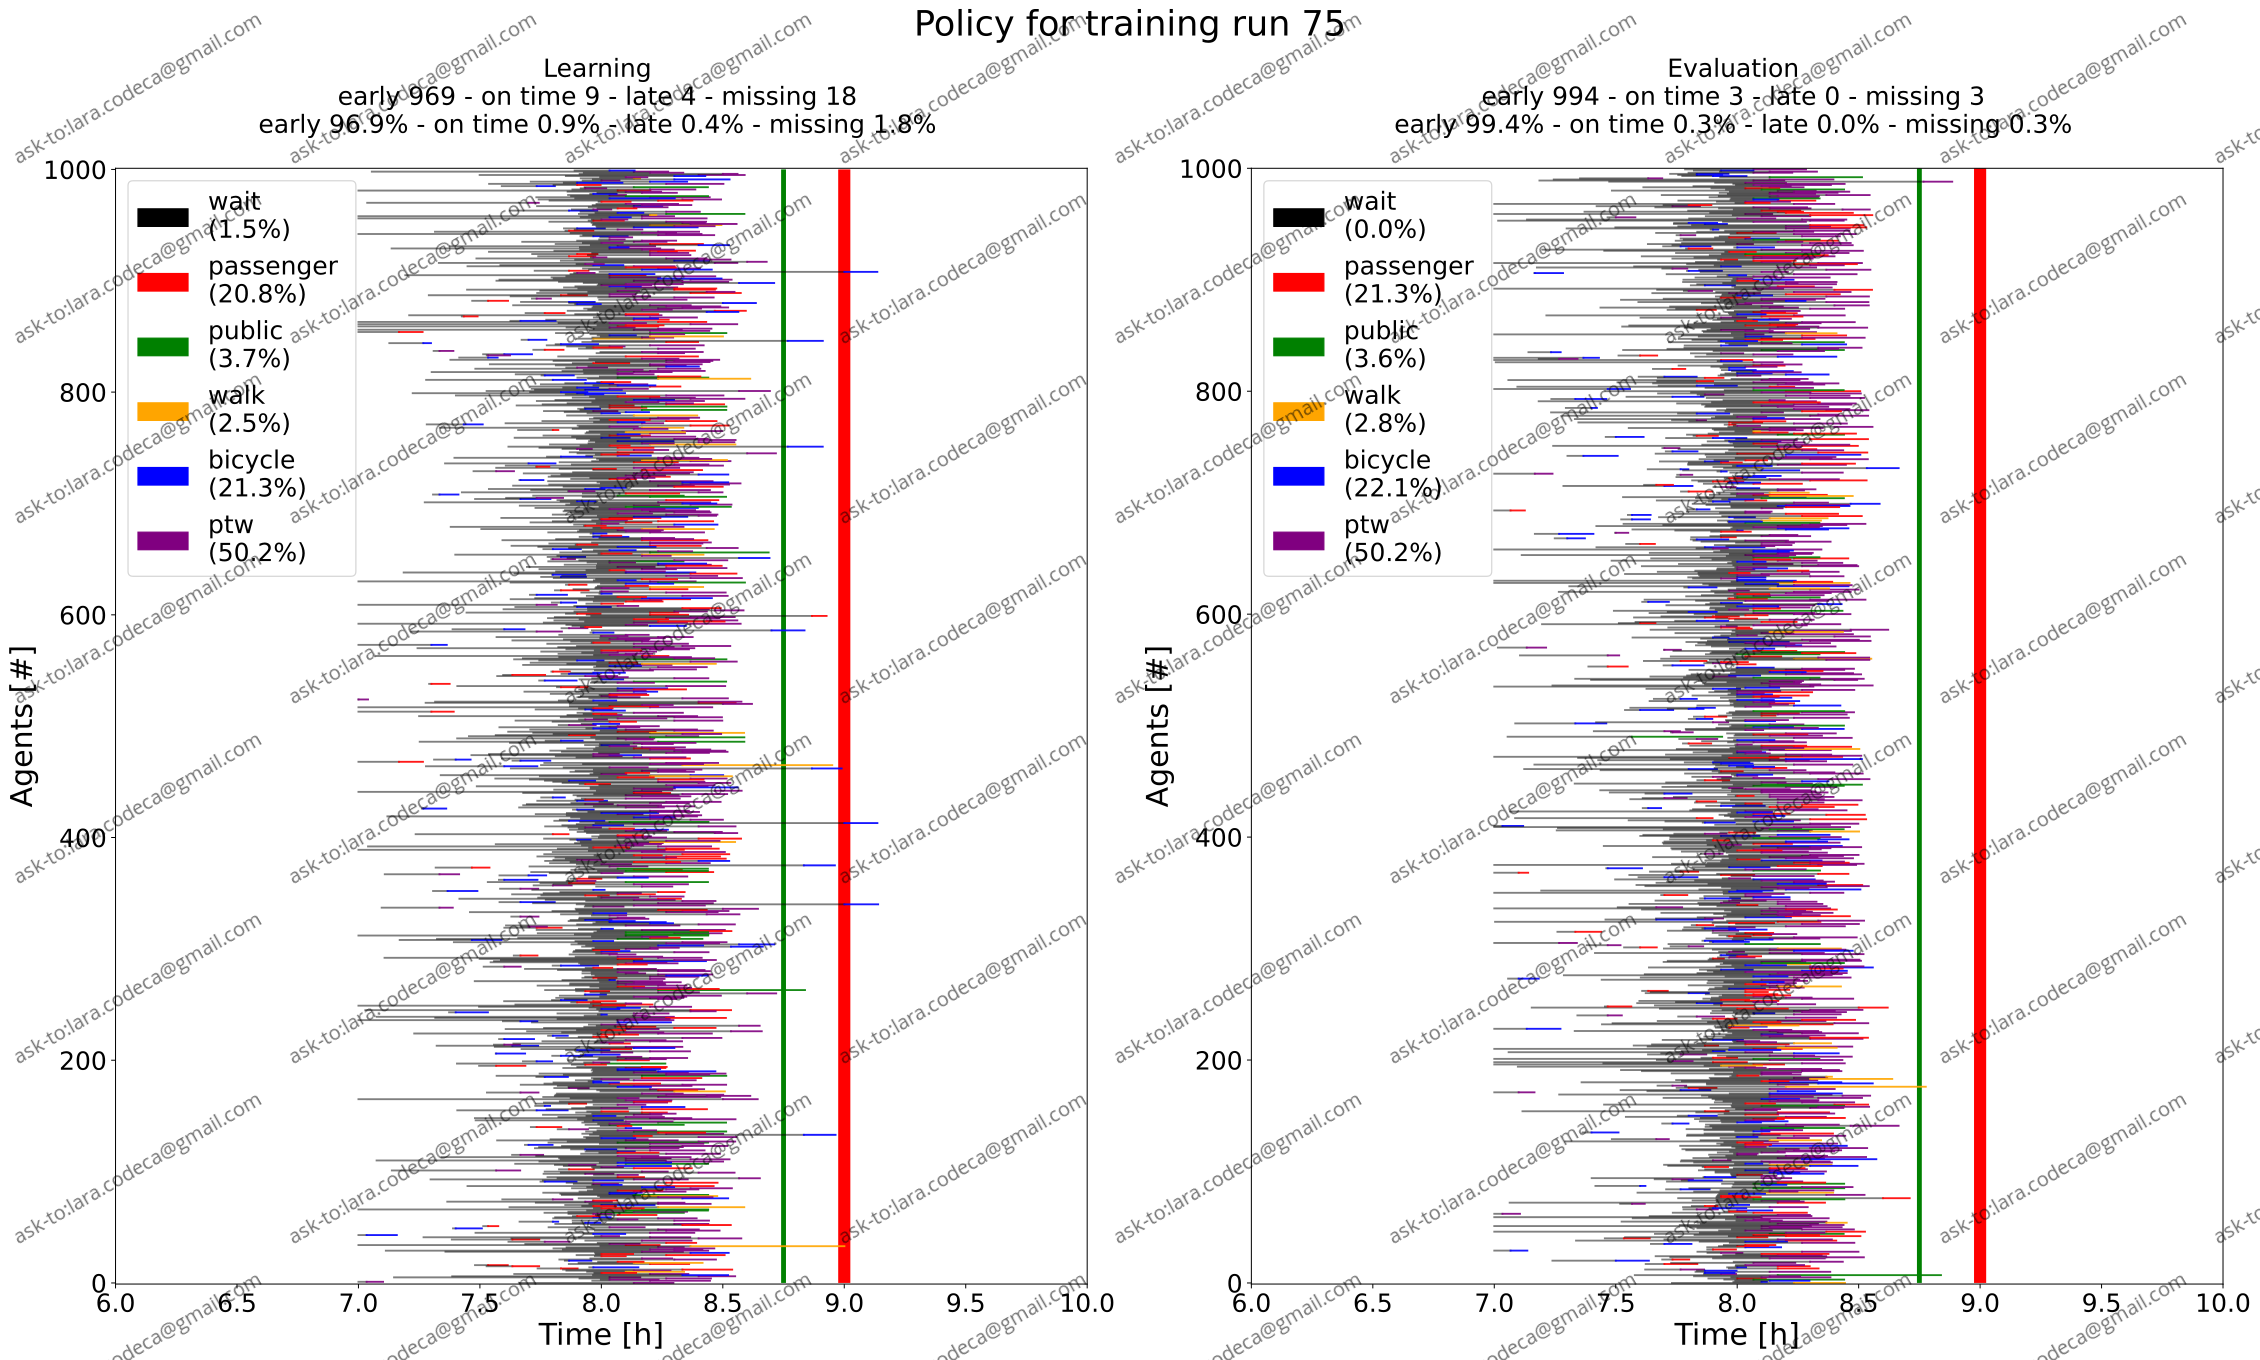 Policy for training run 75
Learning
early 969 - on time 9 - late 4 - missing 18
early 96.9% - on time 0.9% - late 0.4% - missing 1.8%
wait
(1.5%)
passenger
(20.8%)
public
(3.7%)
walk
(2.5%)
bicycle
(21.3%)
ptw
(50.2%)
Agents [#]
1000
800
600
400
200
0
6.0 6.5 7.0 7.5 8.0 8.5 9.0 9.5 10.0
Time [h]
Evaluation
early 994 - on time 3 - late 0 - missing 3
early 99.4% - on time 0.3% - late 0.0% - missing 0.3%
wait
(0.0%)
passenger
(21.3%)
public
(3.6%)
walk
(2.8%)
bicycle
(22.1%)
ptw
(50.2%)
Agents [#]
1000
800
600
400
200
0
6.0 6.5 7.0 7.5 8.0 8.5 9.0 9.5 10.0
Time [h]
ask-to:lara.codeca@gmail.com